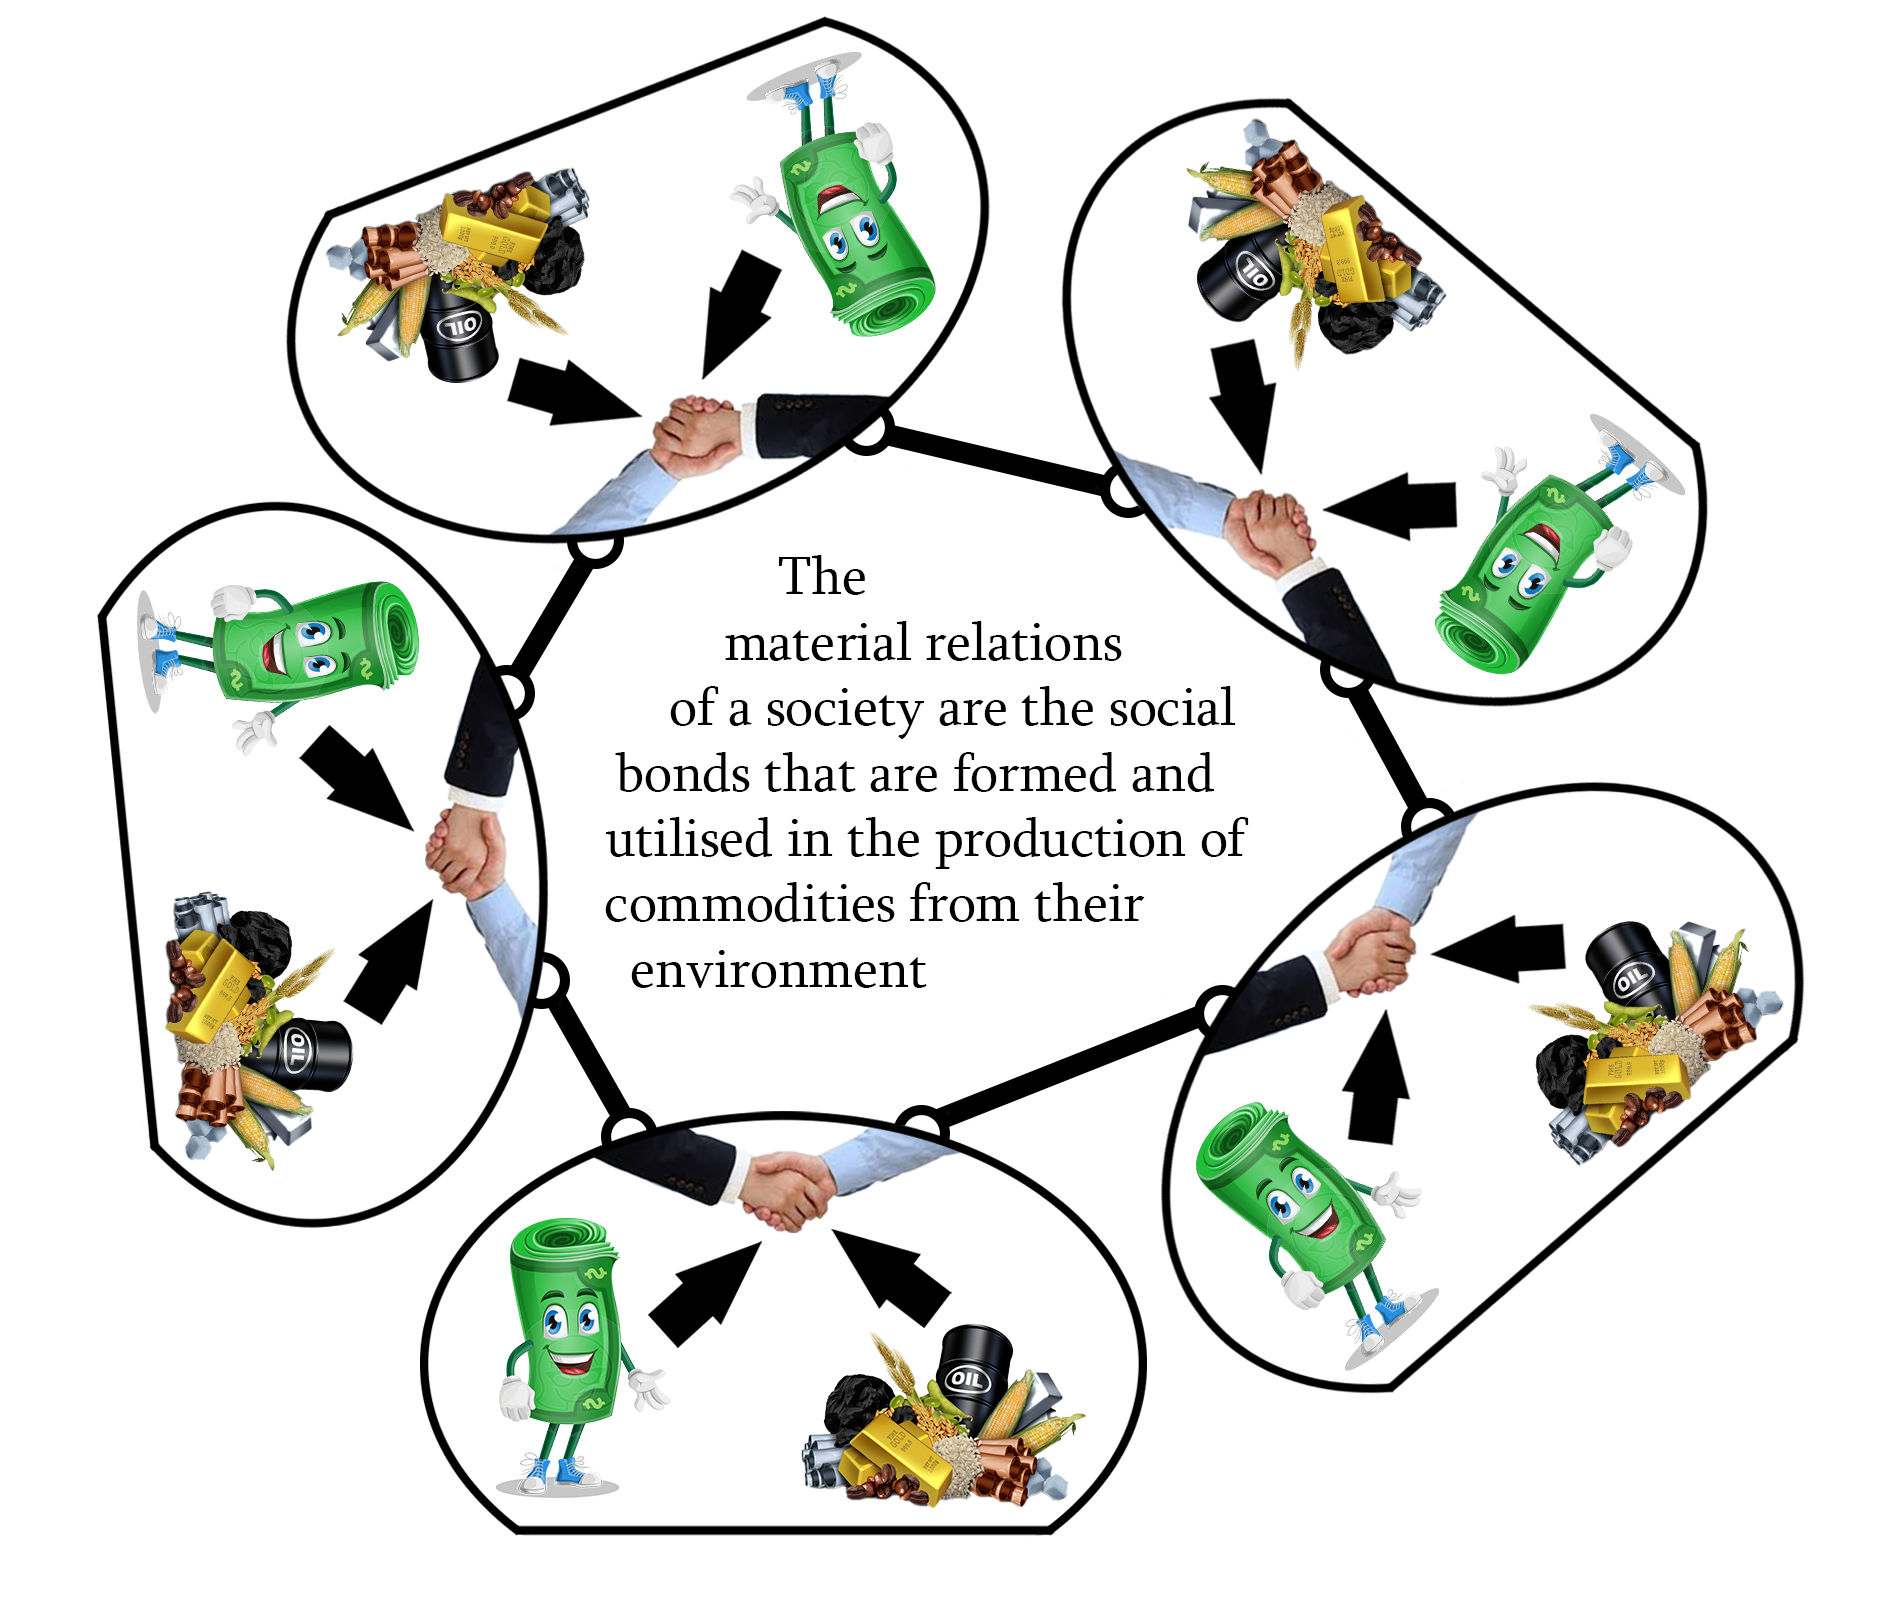 The
material relations
of a society are the social
bonds that are formed and
utilised in the production of
commodities from their
environment
OIL
OIL
OIL
OIL
OIL